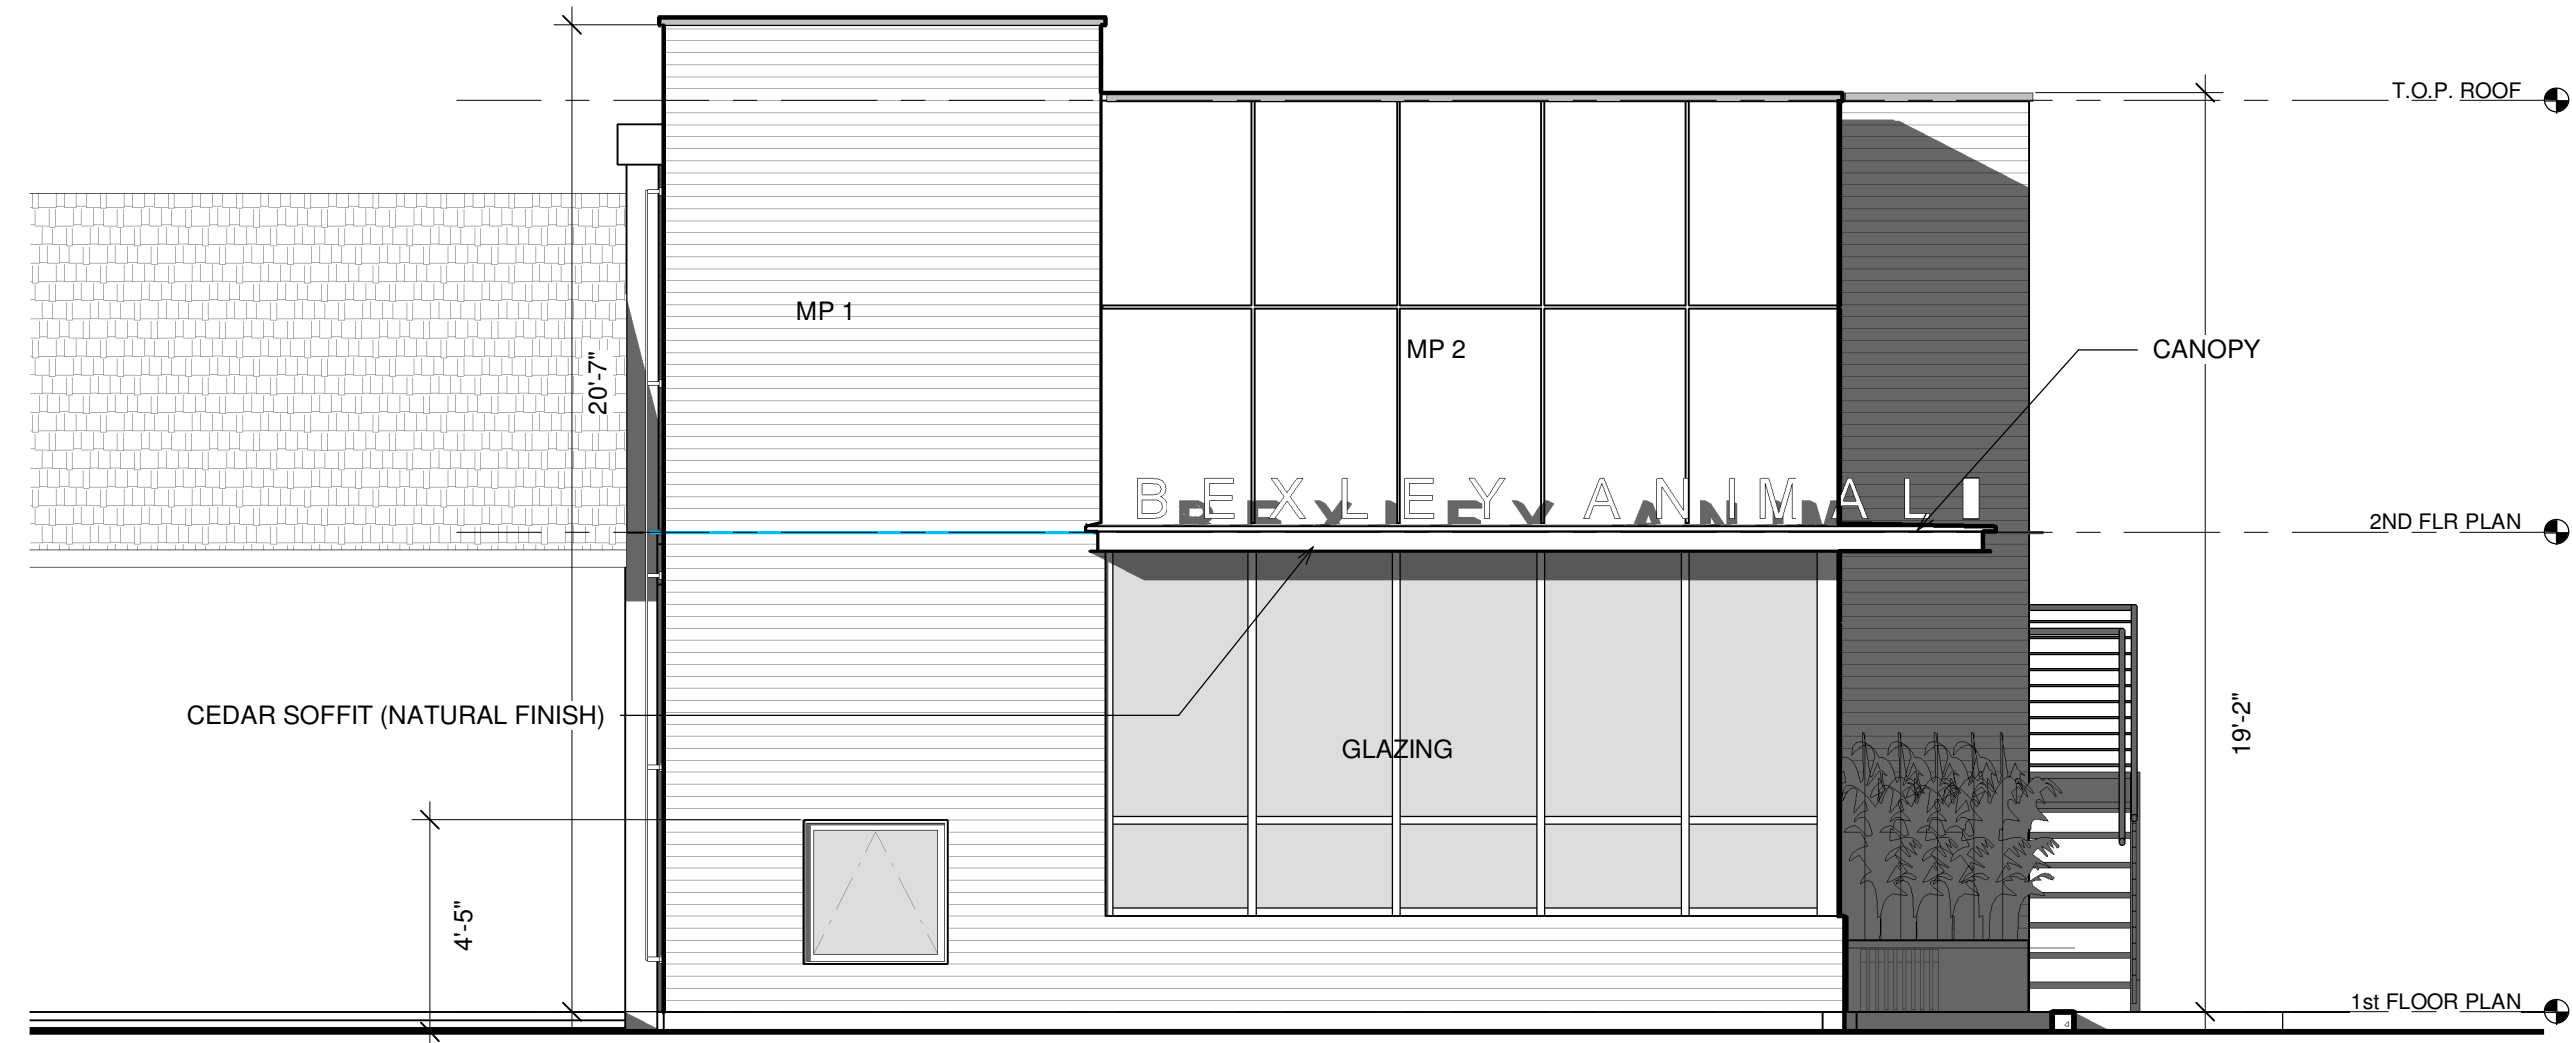 T.O.P. ROOF
MP 1
MP 2
CANOPY
20'-7"
BEXLEY ANIMAL
2ND FLR PLAN
CEDAR SOFFIT (NATURAL FINISH)
GLAZING
19'-2"
4'-5"
1st FLOOR PLAN